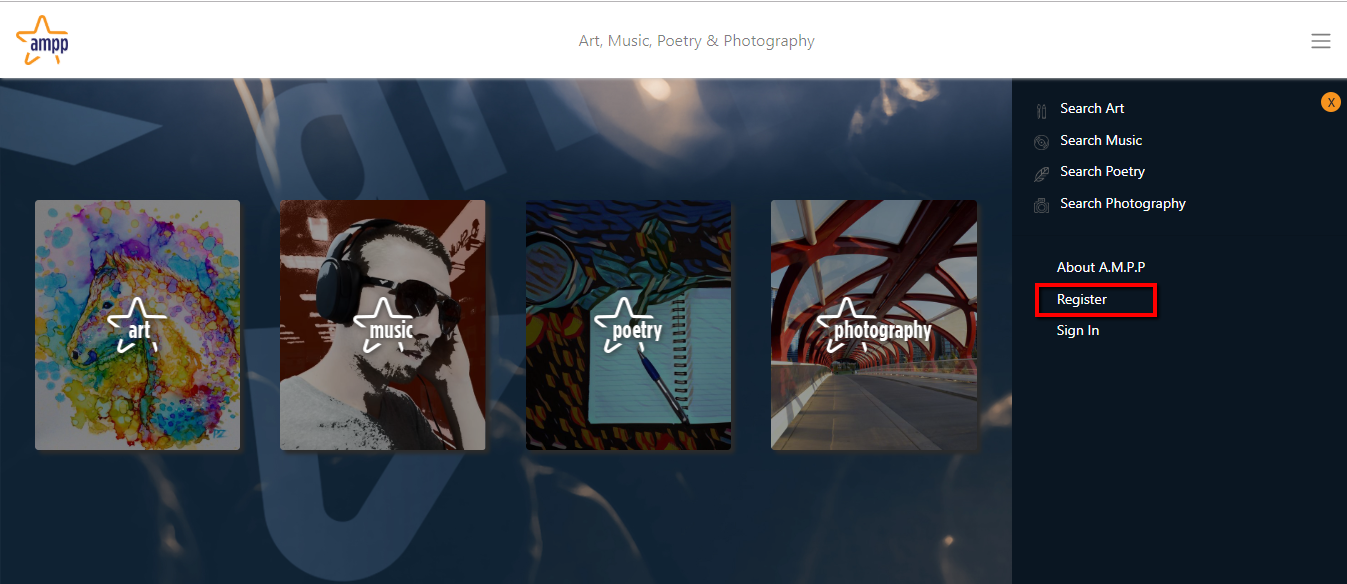 ampp
Art, Music, Poetry & Photography
X
Search Art
Search Music
Search Poetry
Search Photography
About A.M.P.P
Register
Sign In
art
music
poetry
photography